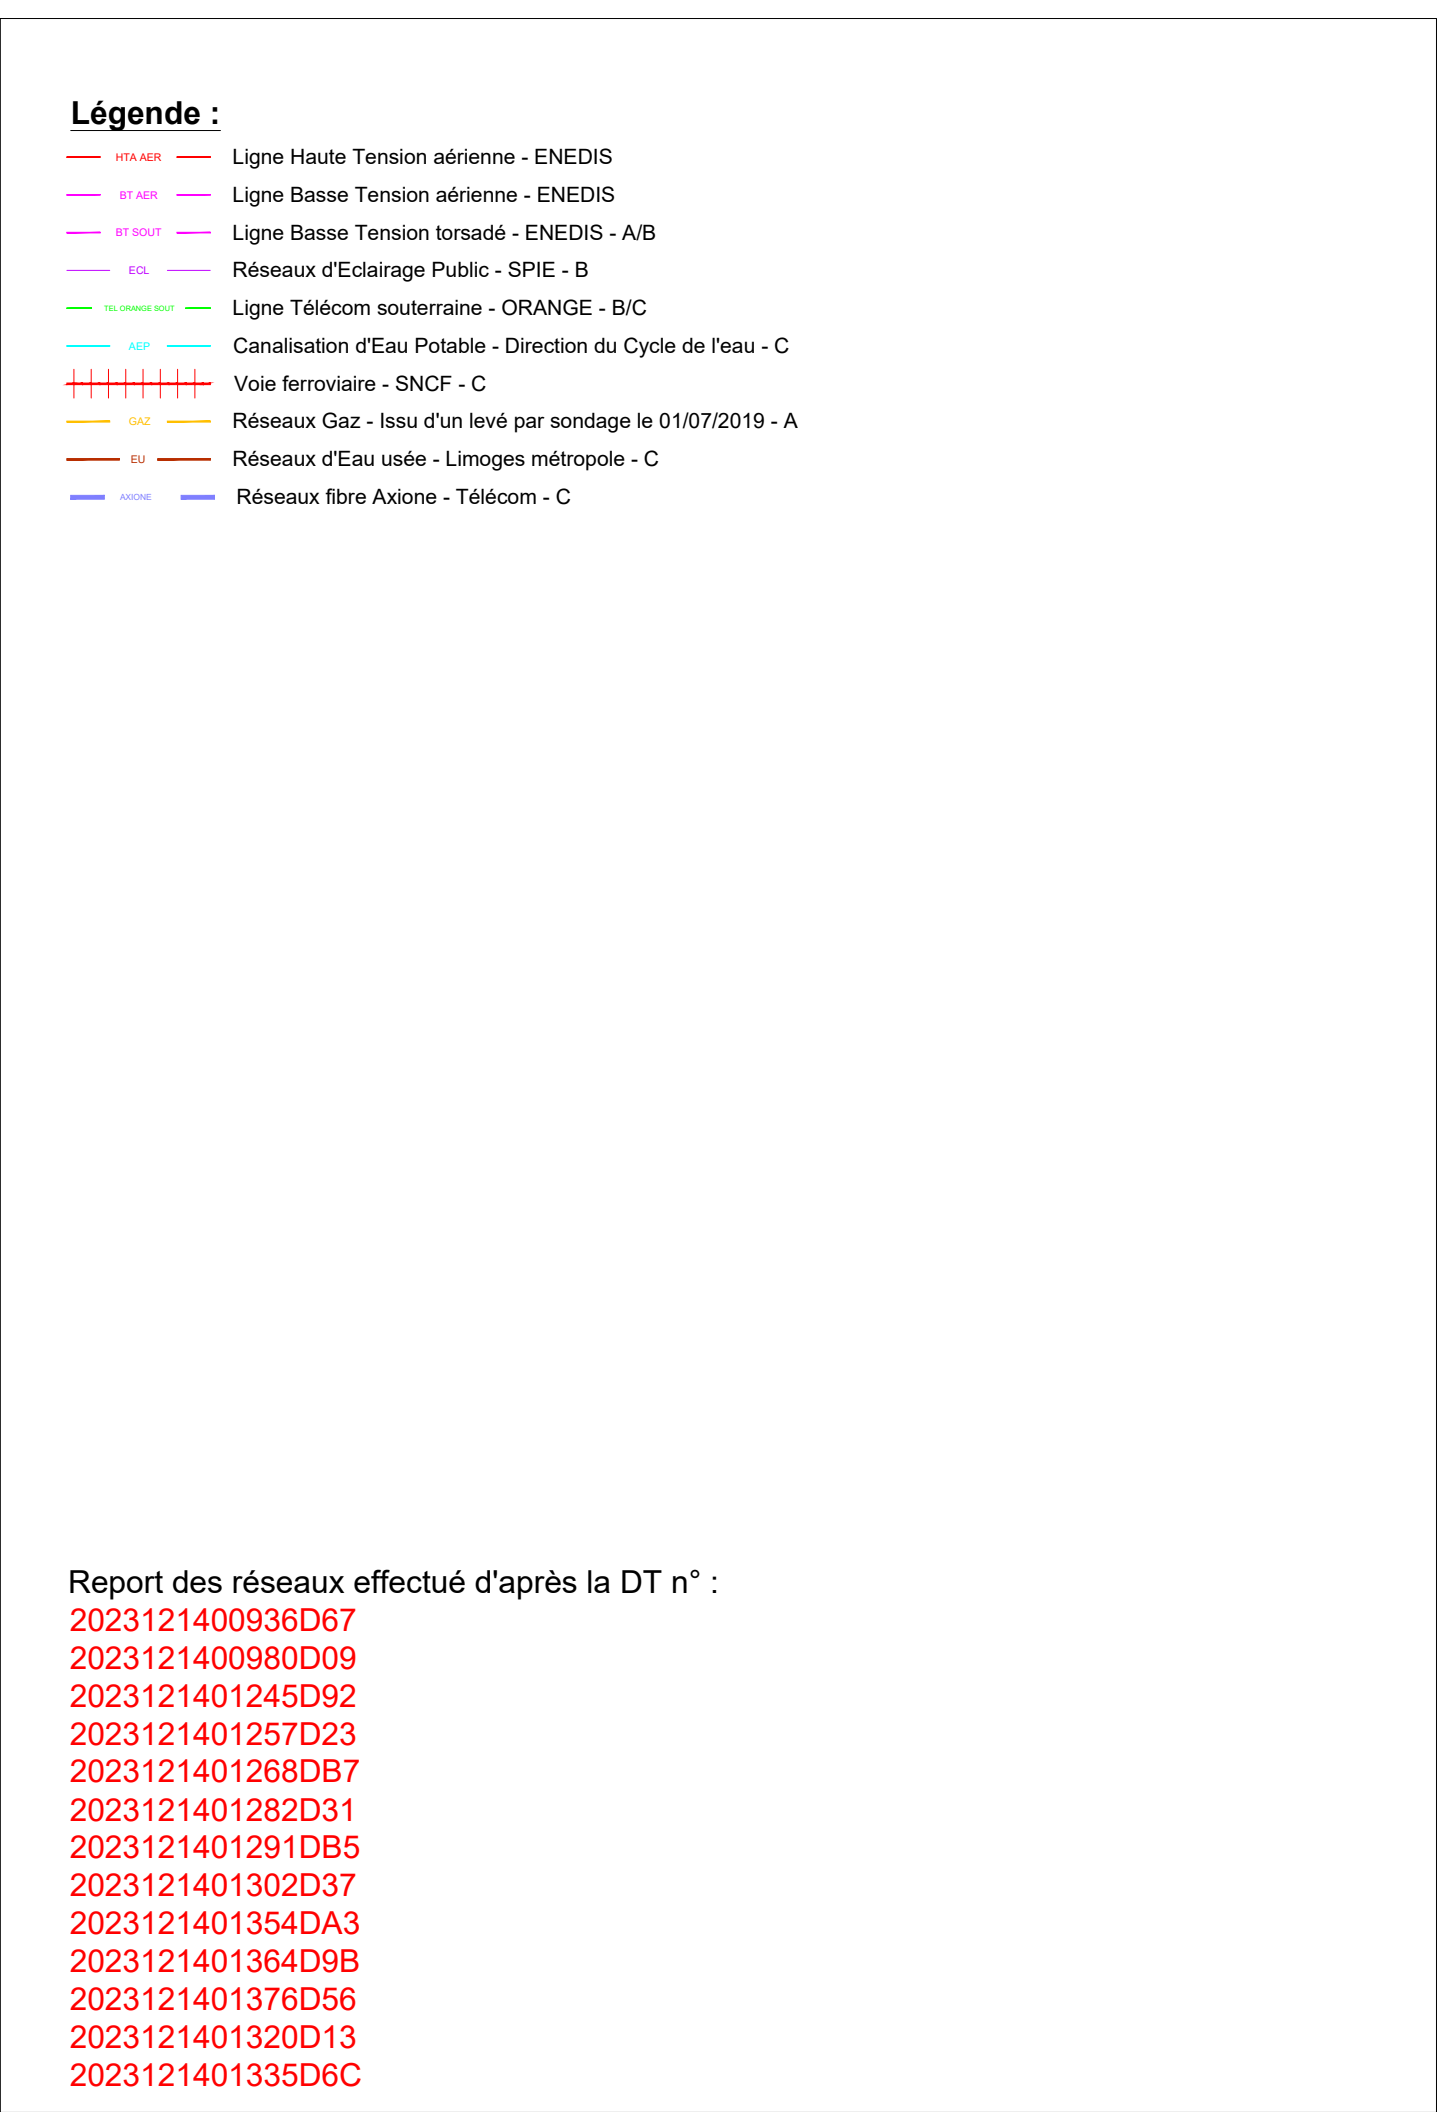 Légende :
HTA AER Ligne Haute Tension aérienne - ENEDIS
BT AER Ligne Basse Tension aérienne - ENEDIS
BT SOUT Ligne Basse Tension torsadé - ENEDIS - A/B
ECL Réseaux d'Eclairage Public - SPIE - B
TEL ORANGE SOUT Ligne Télécom souterraine - ORANGE - B/C
AEP Canalisation d'Eau Potable - Direction du Cycle de l'eau - C
Voie ferroviaire - SNCF - C
GAZ Réseaux Gaz - Issu d'un levé par sondage le 01/07/2019 - A
EU Réseaux d'Eau usée - Limoges métropole - C
AXIONE Réseaux fibre Axione - Télécom - C
Report des réseaux effectué d'après la DT n° :
2023121400936D67
2023121400980D09
2023121401245D92
2023121401257D23
2023121401268DB7
2023121401282D31
2023121401291DB5
2023121401302D37
2023121401354DA3
2023121401364D9B
2023121401376D56
2023121401320D13
2023121401335D6C